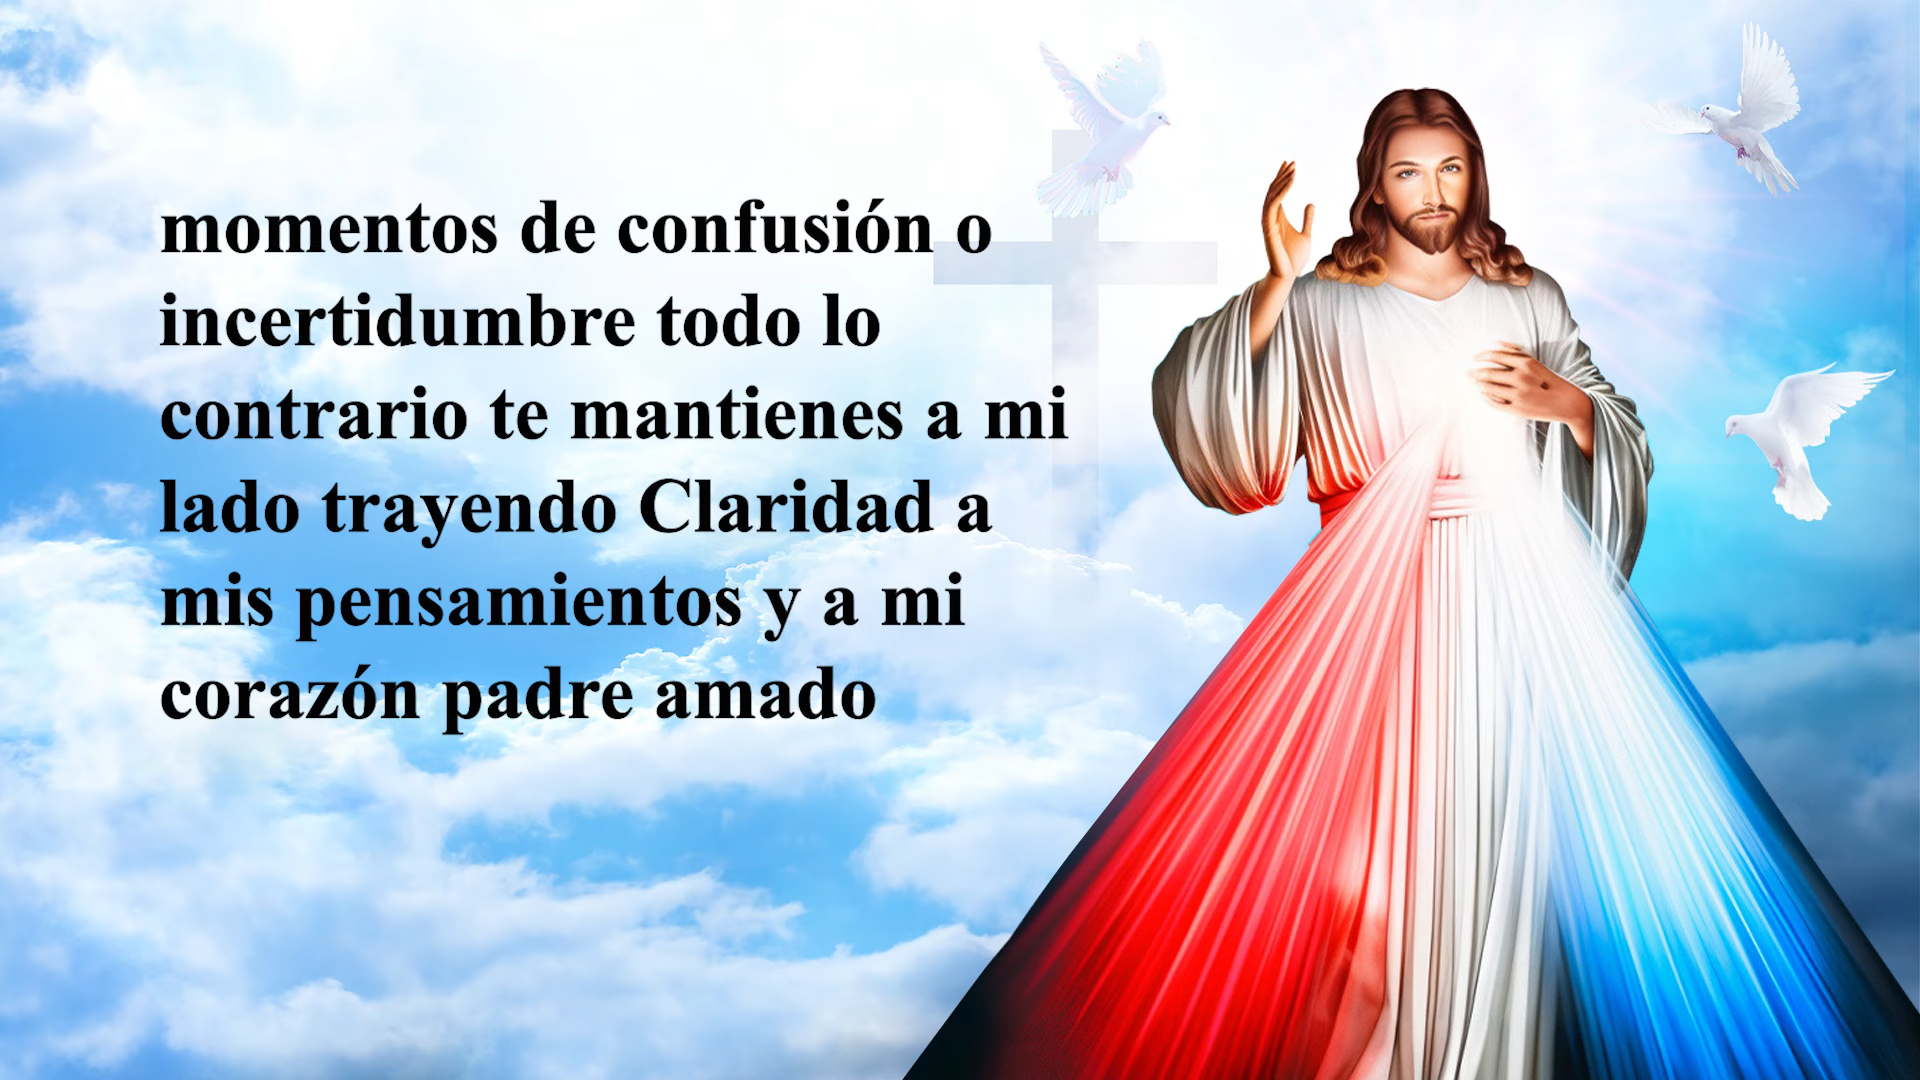 momentos de confusión o
incertidumbre todo lo
contrario te mantienes a mi
lado trayendo Claridad a
mis pensamientos y a mi
corazón padre amado